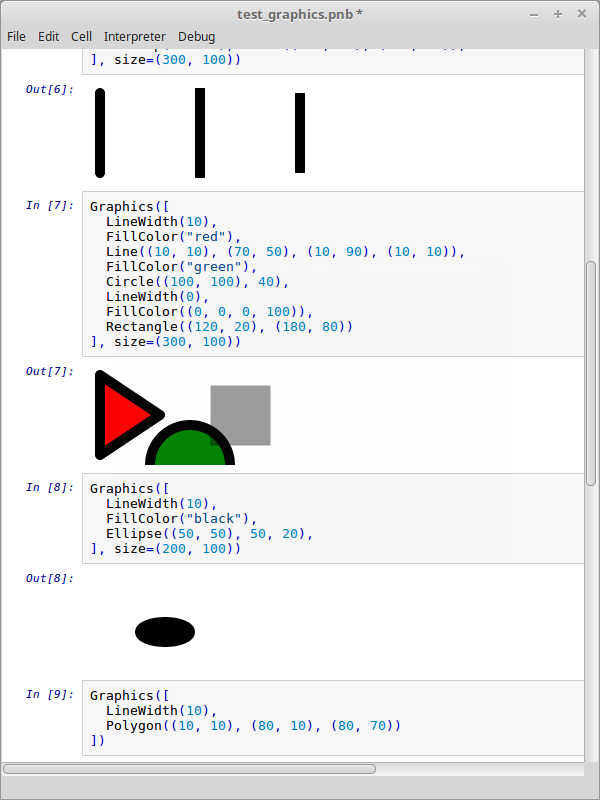 test_graphics.pnb *
File Edit Cell Interpreter Debug
], size=(300, 100))
Out[6]:
In [7]:
Graphics([
LineWidth(10),
FillColor("red"),
Line((10, 10), (70, 50), (10, 90), (10, 10)),
FillColor("green"),
Circle((100, 100), 40),
LineWidth(0),
FillColor((0, 0, 0, 100)),
Rectangle((120, 20), (180, 80))
], size=(300, 100))
Out[7]:
In [8]:
Graphics([
LineWidth(10),
FillColor("black"),
Ellipse((50, 50), 50, 20),
], size=(200, 100))
Out[8]:
In [9]:
Graphics([
LineWidth(10),
Polygon((10, 10), (80, 10), (80, 70))
])